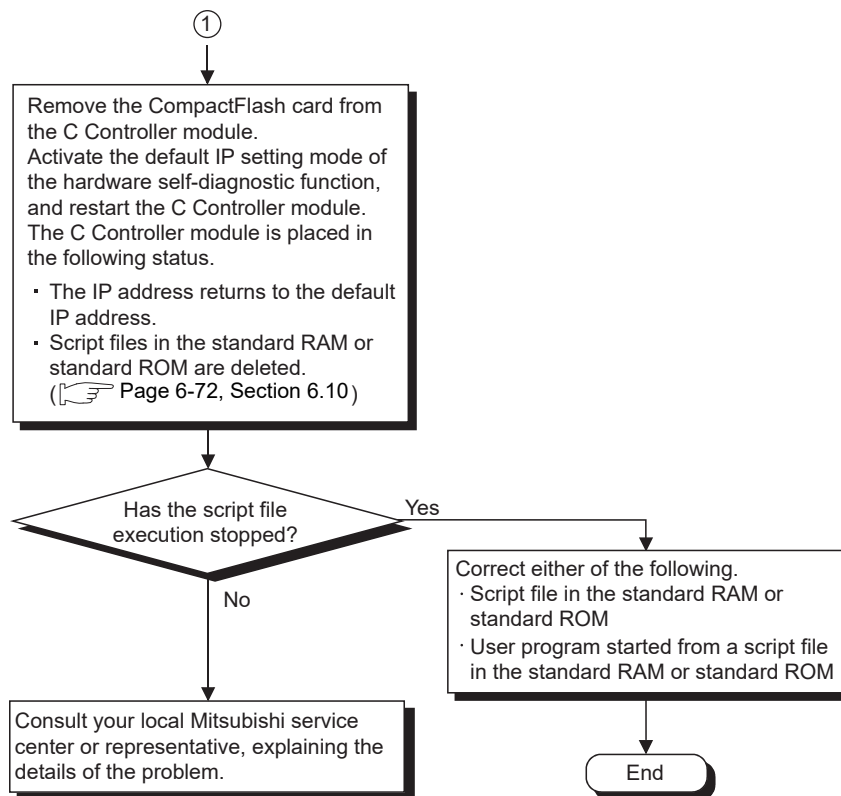 1
Remove the CompactFlash card from
the C Controller module.
Activate the default IP setting mode of
the hardware self-diagnostic function,
and restart the C Controller module.
The C Controller module is placed in
the following status.
· The IP address returns to the default
IP address.
· Script files in the standard RAM or
standard ROM are deleted.
( Page 6-72, Section 6.10)
Has the script file
execution stopped?
Yes
No
Correct either of the following.
· Script file in the standard RAM or
standard ROM
· User program started from a script file
in the standard RAM or standard ROM
Consult your local Mitsubishi service
center or representative, explaining the
details of the problem.
End